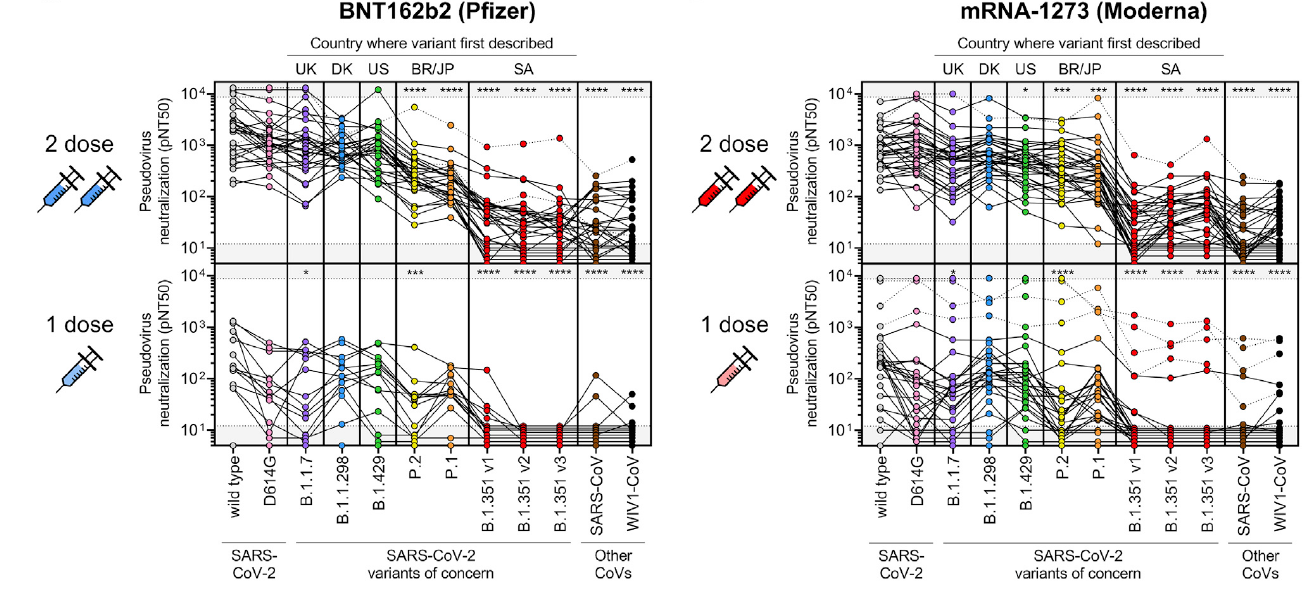 BNT162b2 (Pfizer)
Country where variant first described
UK DK US BR/JP SA
2 dose
Pseudovirus
neutralization (pNT50)
10⁴
10³
10²
10¹
**** **** **** **** **** **** ****
1 dose
Pseudovirus
neutralization (pNT50)
10⁴
10³
10²
10¹
* *** **** **** **** **** ****
wild type
D614G
B.1.1.7
B.1.1.298
B.1.429
P.2
P.1
B.1.351 v1
B.1.351 v2
B.1.351 v3
SARS-CoV
WIV1-CoV
SARS-
CoV-2
SARS-CoV-2
variants of concern
Other
CoVs
mRNA-1273 (Moderna)
Country where variant first described
UK DK US BR/JP SA
2 dose
Pseudovirus
neutralization (pNT50)
10⁴
10³
10²
10¹
* *** *** **** **** **** **** ****
1 dose
Pseudovirus
neutralization (pNT50)
10⁴
10³
10²
10¹
* **** **** **** **** **** ****
wild type
D614G
B.1.1.7
B.1.1.298
B.1.429
P.2
P.1
B.1.351 v1
B.1.351 v2
B.1.351 v3
SARS-CoV
WIV1-CoV
SARS-
CoV-2
SARS-CoV-2
variants of concern
Other
CoVs